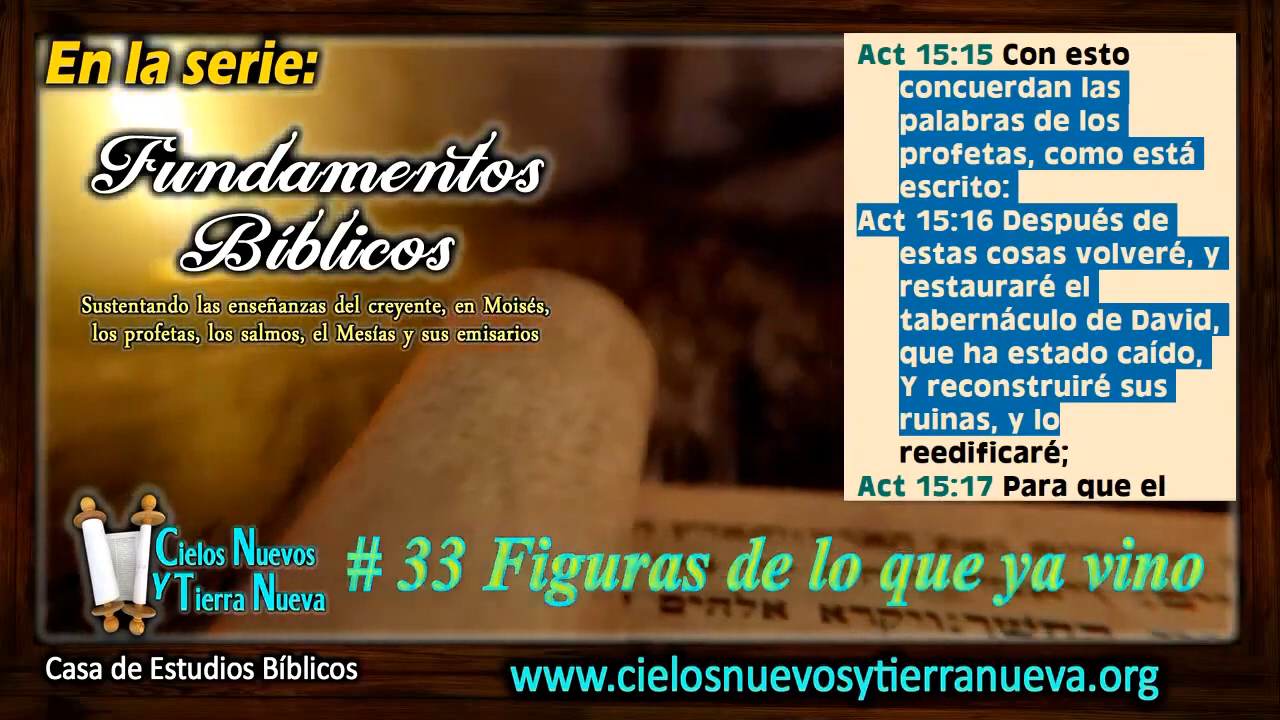 En la serie:
Fundamentos
Bíblicos
Sustentando las enseñanzas del creyente, en Moisés,
los profetas, los salmos, el Mesías y sus emisarios
Act 15:15 Con esto
concuerdan las
palabras de los
profetas, como está
escrito:
Act 15:16 Después de
estas cosas volveré, y
restauraré el
tabernáculo de David,
que ha estado caído,
Y reconstruiré sus
ruinas, y lo
reedificaré;
Act 15:17 Para que el
Cielos Nuevos
Y Tierra Nueva
# 33 Figuras de lo que ya vino
ויקרא אלהים
Casa de Estudios Bíblicos
www.cielosnuevosytierranueva.org